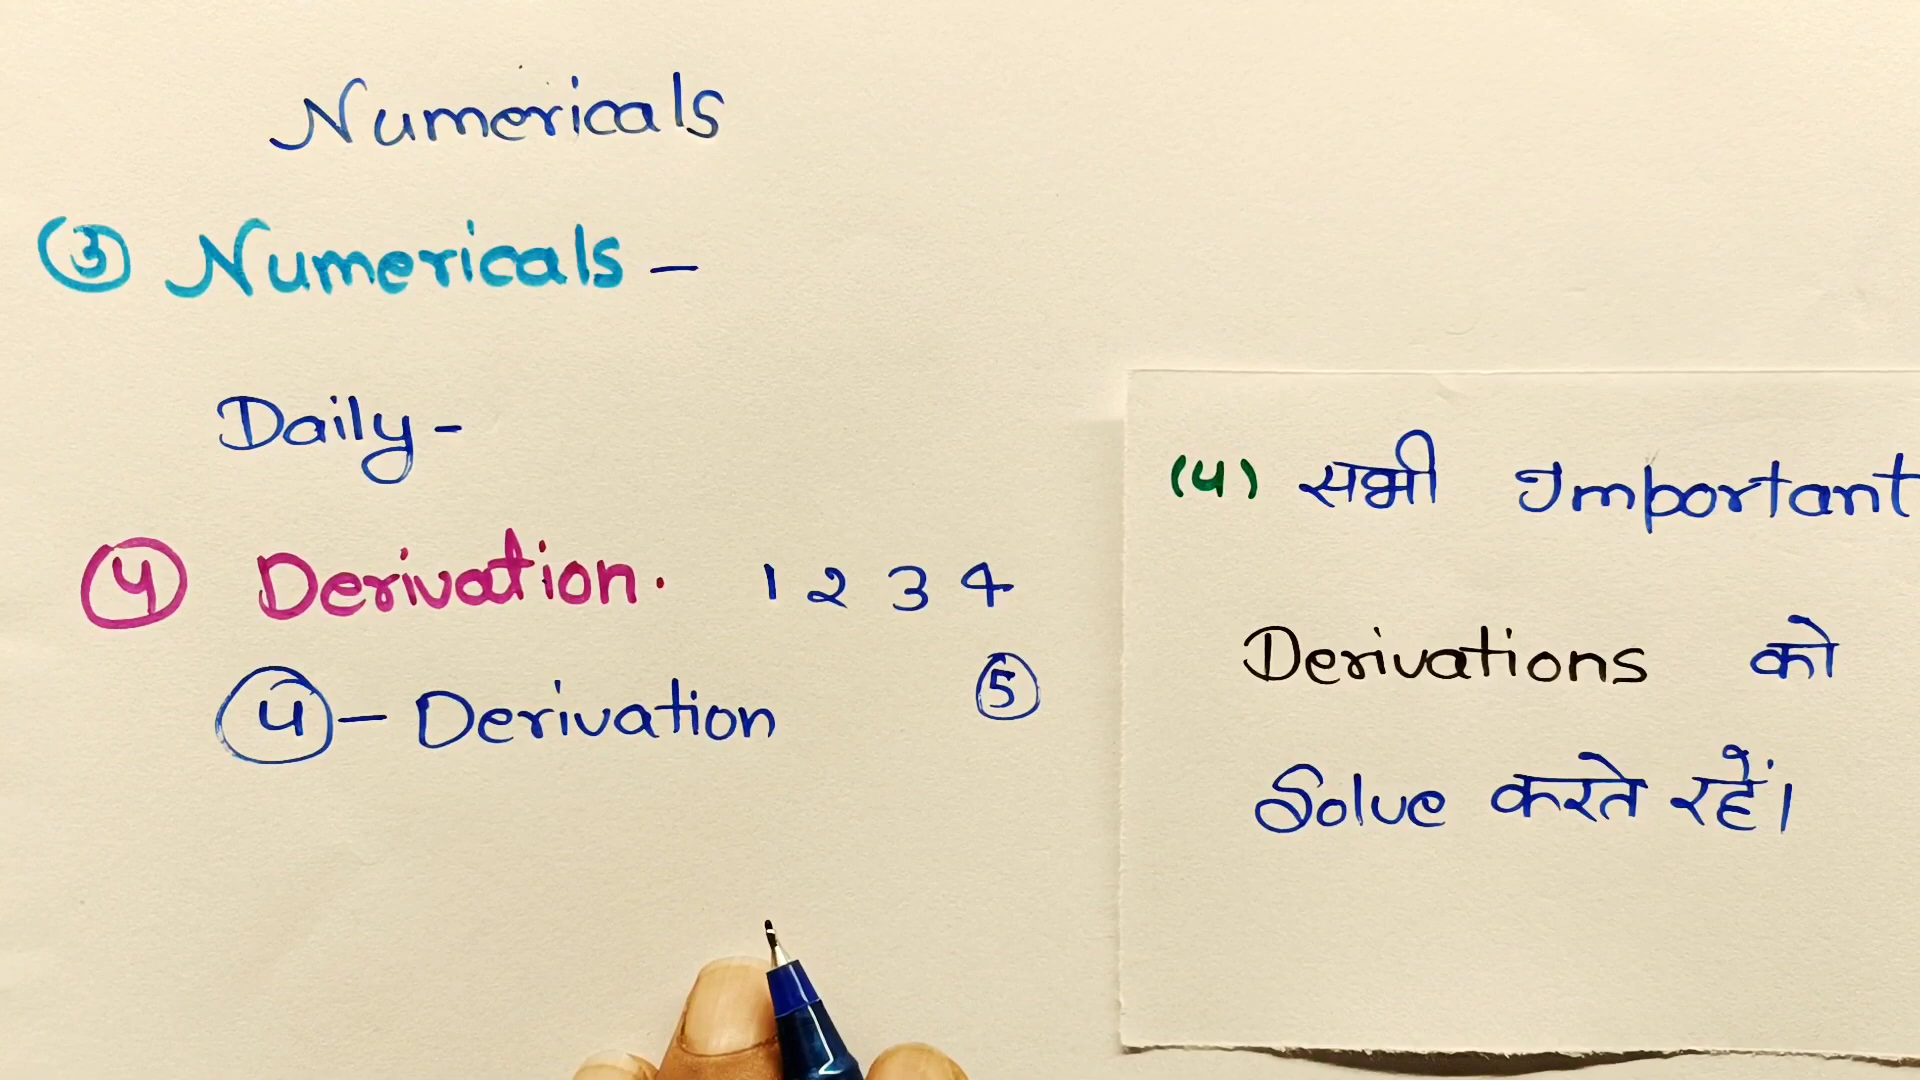 Numericals
③ Numericals –
Daily -
④ Derivation. 1 2 3 4
④ – Derivation ⑤
(4) सभी Important
Derivations को
Solve करते रहें।